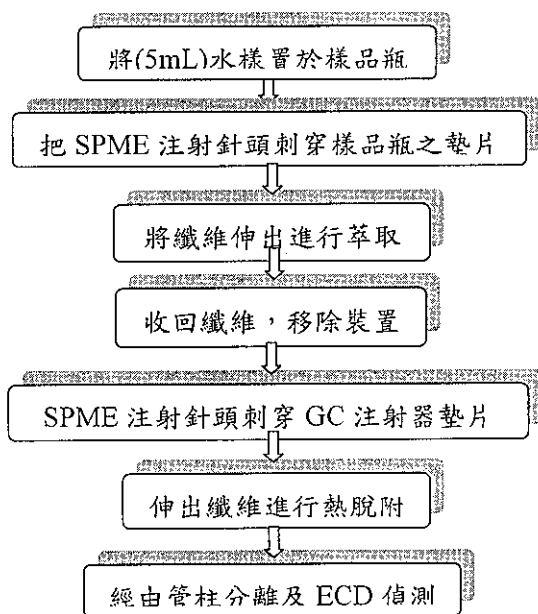 將(5mL)水樣置於樣品瓶
把 SPME 注射針頭刺穿樣品瓶之墊片
將纖維伸出進行萃取
收回纖維，移除裝置
SPME 注射針頭刺穿 GC 注射器墊片
伸出纖維進行熱脫附
經由管柱分離及 ECD 偵測